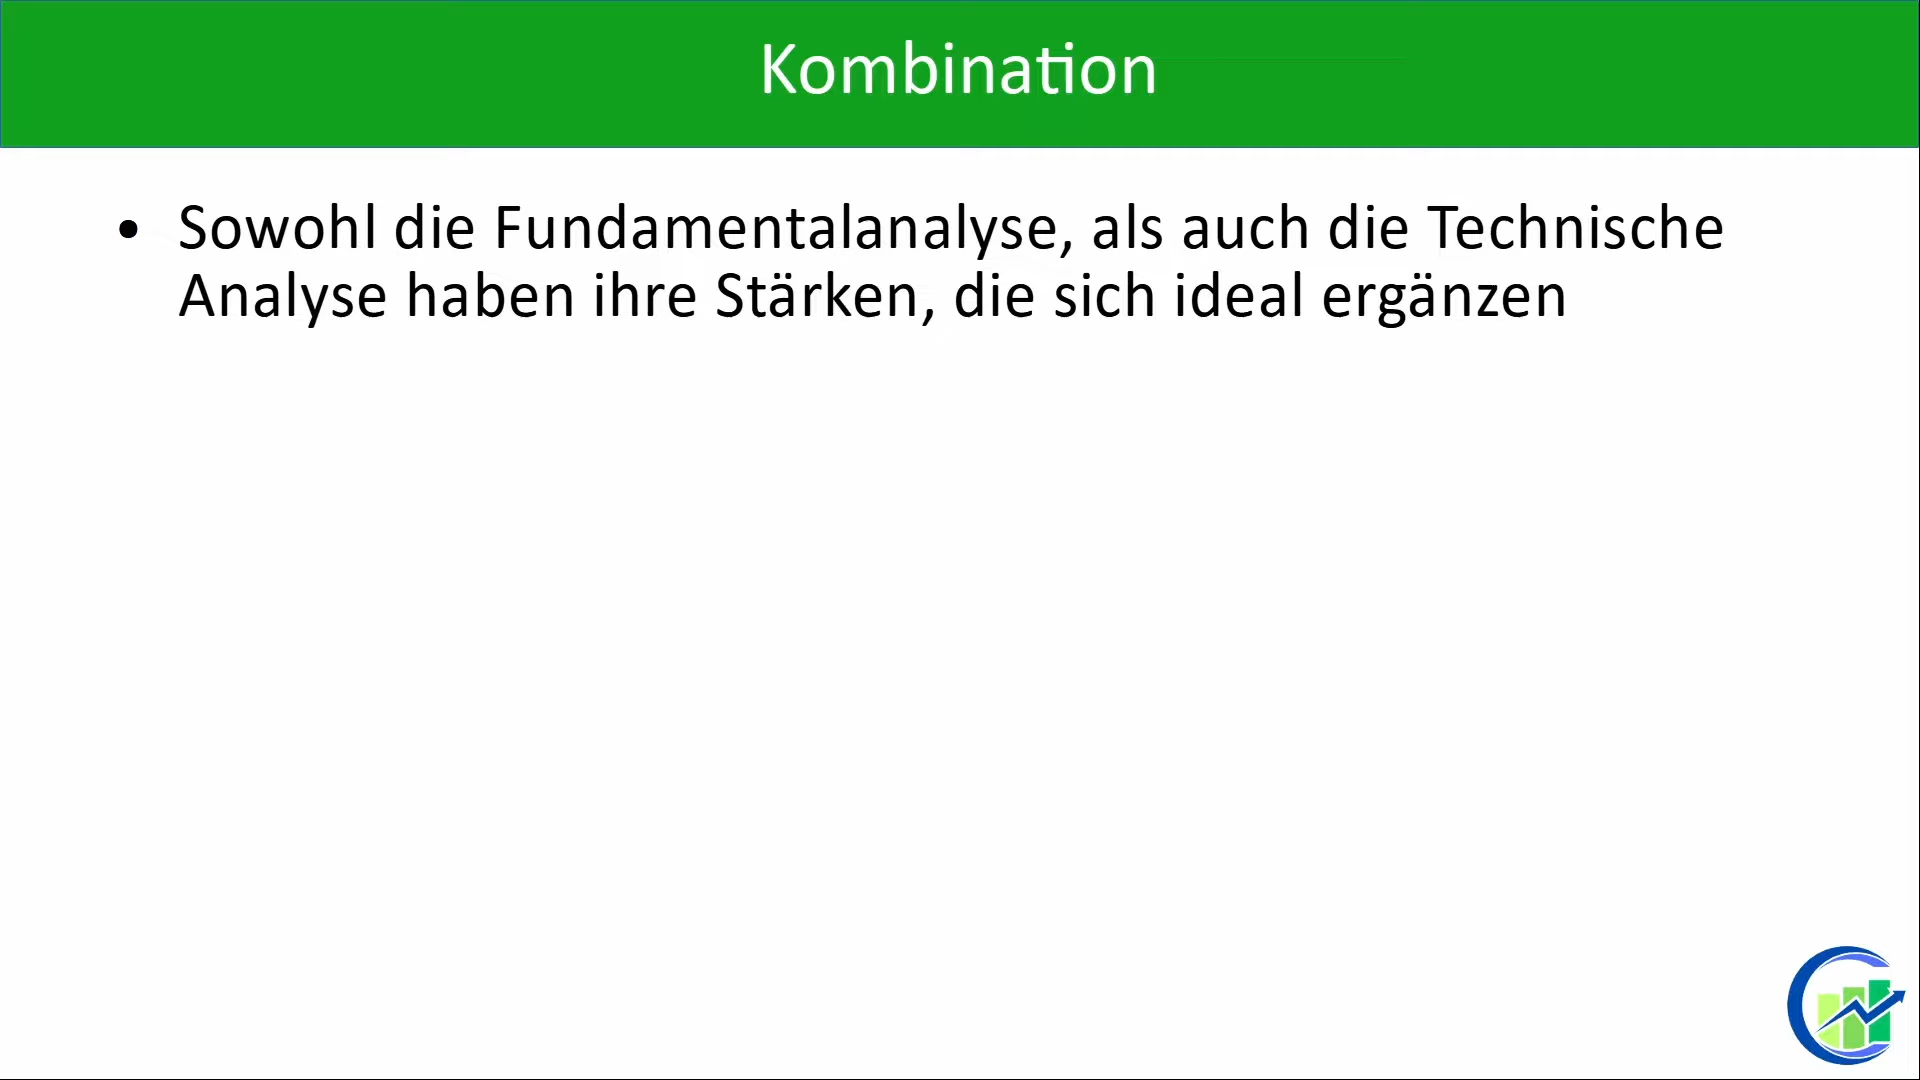 Kombination
• Sowohl die Fundamentalanalyse, als auch die Technische
Analyse haben ihre Stärken, die sich ideal ergänzen